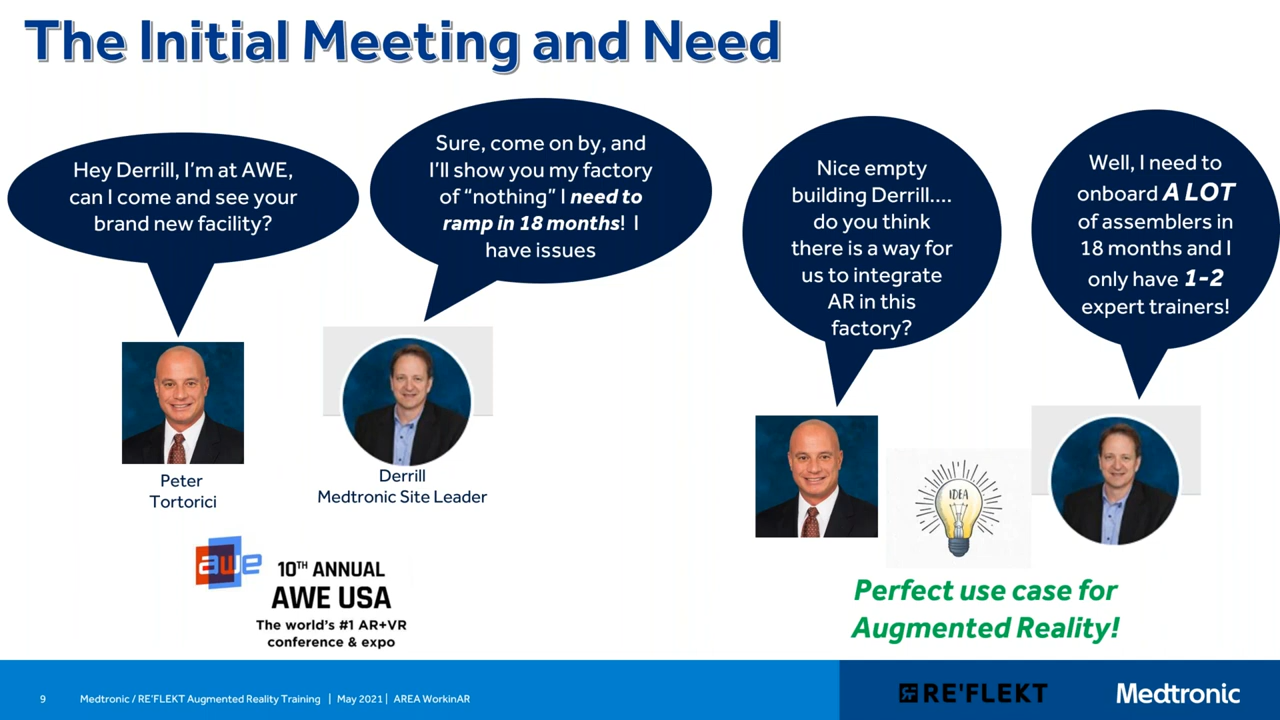 The Initial Meeting and Need
Hey Derrill, I'm at AWE,
can I come and see your
brand new facility?
Sure, come on by, and
I'll show you my factory
of “nothing” I need to
ramp in 18 months! I
have issues
Nice empty
building Derrill....
do you think
there is a way for
us to integrate
AR in this
factory?
Well, I need to
onboard A LOT
of assemblers in
18 months and I
only have 1-2
expert trainers!
Peter
Tortorici
Derrill
Medtronic Site Leader
IDEA
awe
10TH ANNUAL
AWE USA
The world's #1 AR+VR
conference & expo
Perfect use case for
Augmented Reality!
9 Medtronic / RE'FLEKT Augmented Reality Training | May 2021 | AREA WorkinAR
RE'FLEKT
Medtronic